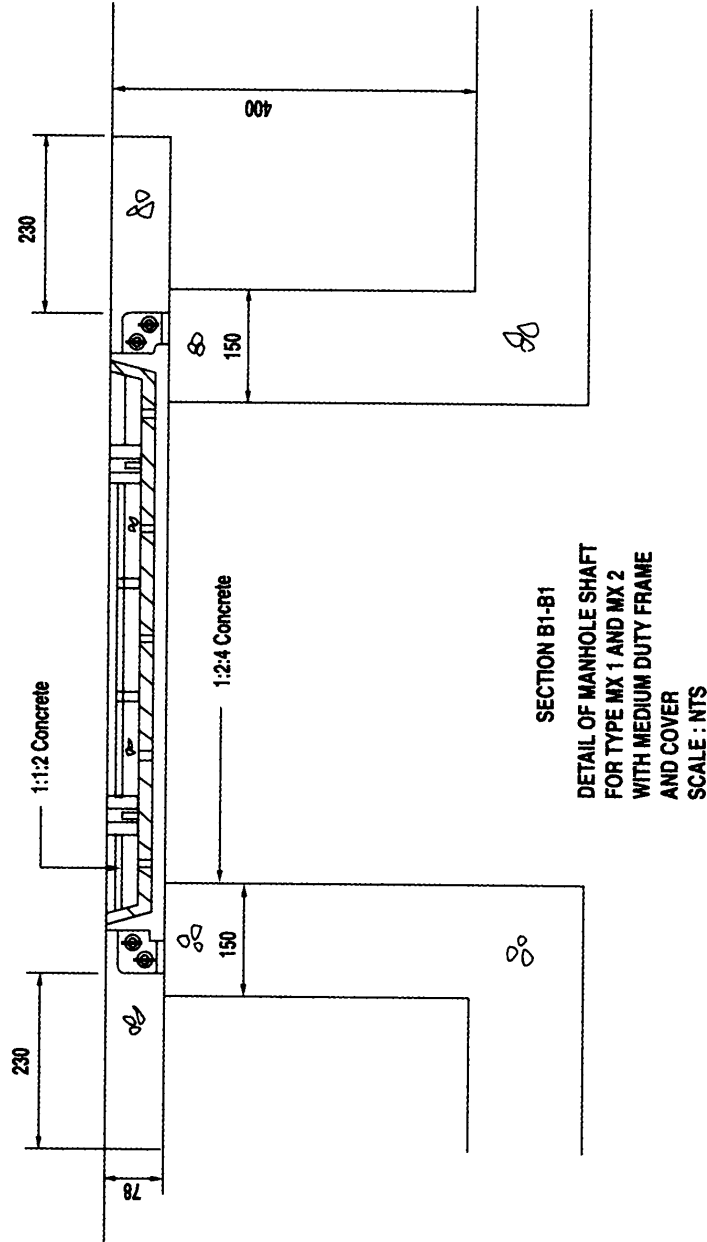 230
230
78
400
1:1:2 Concrete
150
150
1:2:4 Concrete
SECTION B1-B1
DETAIL OF MANHOLE SHAFT
FOR TYPE MX 1 AND MX 2
WITH MEDIUM DUTY FRAME
AND COVER
SCALE : NTS